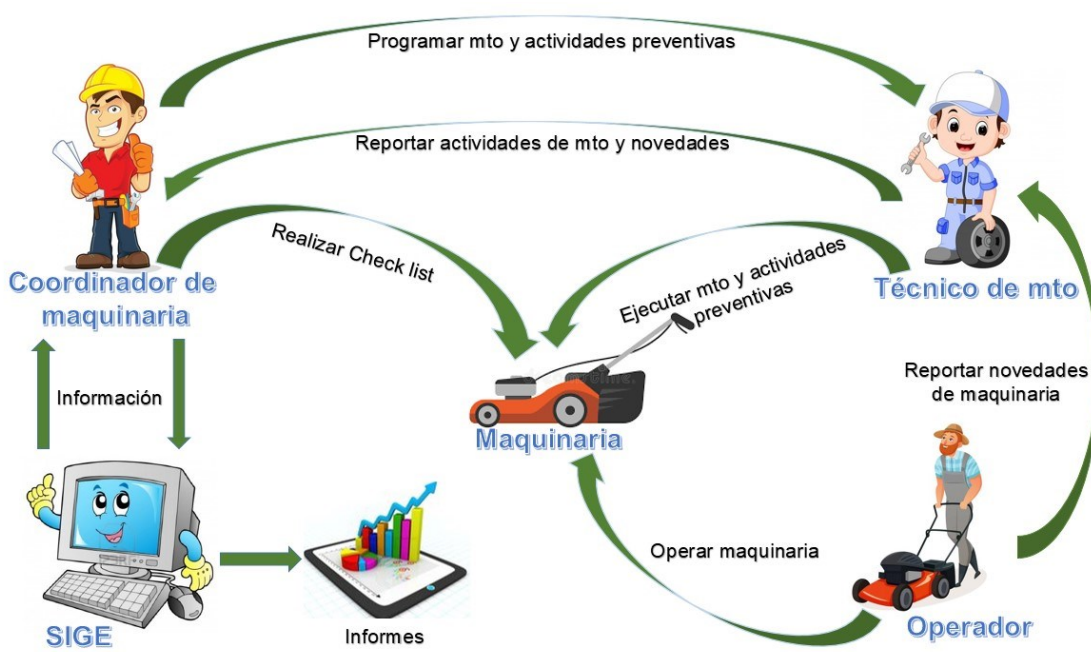 Programar mto y actividades preventivas
Reportar actividades de mto y novedades
Realizar Check list
Ejecutar mto y actividades
preventivas
Coordinador de
maquinaria
Técnico de mto
Información
Reportar novedades
de maquinaria
Maquinaria
Operar maquinaria
SIGE
Informes
Operador